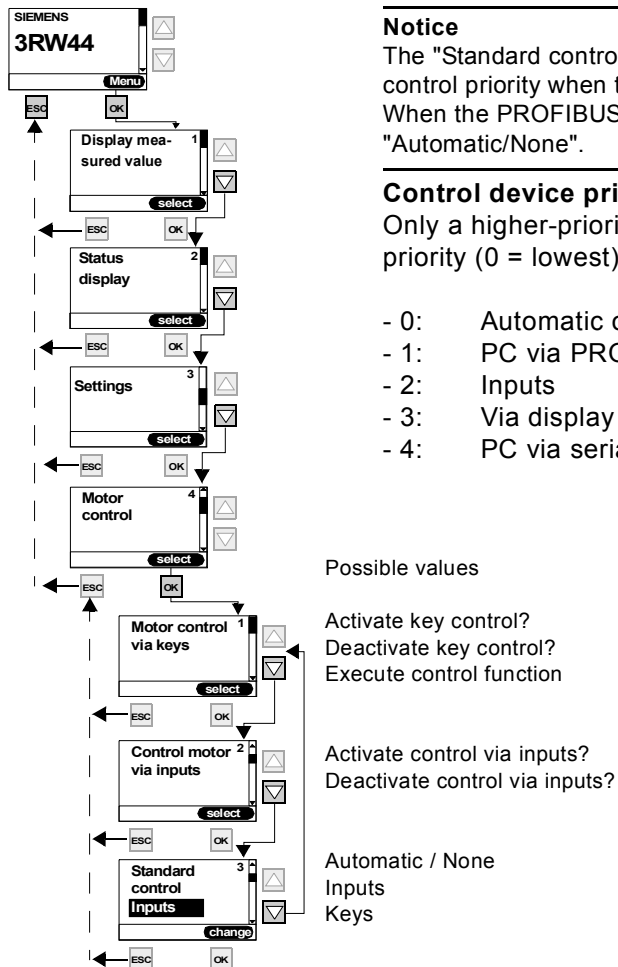 SIEMENS
3RW44
Menu
ESC
OK
Display mea-
sured value
1
select
ESC
OK
Status
display
2
select
ESC
OK
Settings
3
select
ESC
OK
Motor
control
4
select
ESC
OK
Motor control
via keys
1
select
ESC
OK
Control motor
via inputs
2
select
ESC
OK
Standard
control
Inputs
3
change
ESC
OK
Notice
The "Standard contro
control priority when
When the PROFIBUS
"Automatic/None".
Control device pri
Only a higher-priori
priority (0 = lowest)
- 0: Automatic
- 1: PC via PRO
- 2: Inputs
- 3: Via display
- 4: PC via seria
Possible values
Activate key control?
Deactivate key control?
Execute control function
Activate control via inputs?
Deactivate control via inputs?
Automatic / None
Inputs
Keys